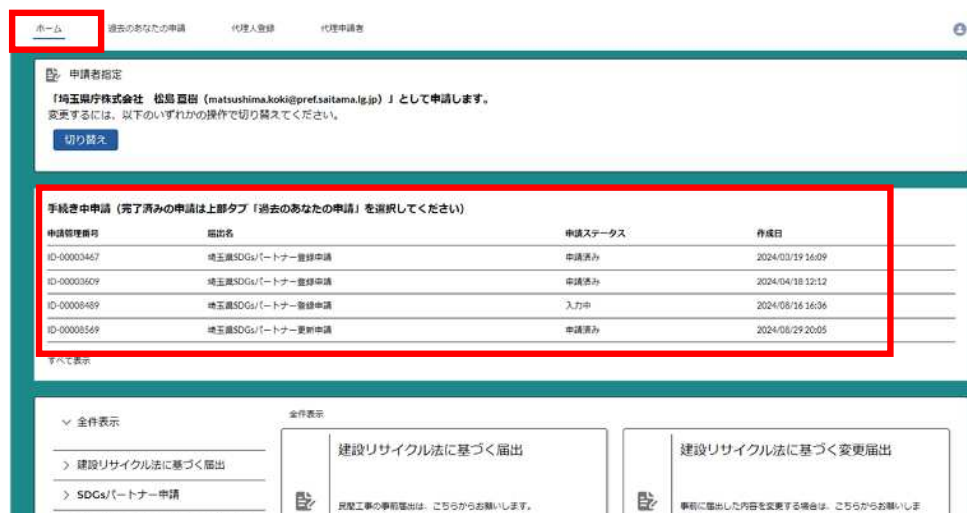 ホーム 過去のあなたの申請 代理人登録 代理申請者
申請者指定
「埼玉県庁株式会社 松島 亘樹（matsushima.koki@pref.saitama.lg.jp）」として申請します。
変更するには、以下のいずれかの操作で切り替えてください。
切り替え
手続き中申請（完了済みの申請は上部タブ「過去のあなたの申請」を選択してください）
申請管理番号 届出名 申請ステータス 作成日
ID-00003467 埼玉県SDGsパートナー登録申請 申請済み 2024/03/19 16:09
ID-00003609 埼玉県SDGsパートナー登録申請 申請済み 2024/04/18 12:12
ID-00008489 埼玉県SDGsパートナー登録申請 入力中 2024/08/16 16:36
ID-00008569 埼玉県SDGsパートナー更新申請 申請済み 2024/08/29 20:05
すべて表示
全件表示
建設リサイクル法に基づく届出
SDGsパートナー申請
全件表示
建設リサイクル法に基づく届出
民間工事の事前届出は、こちらからお願いします。
建設リサイクル法に基づく変更届出
事前に届出した内容を変更する場合は、こちらからお願いしま